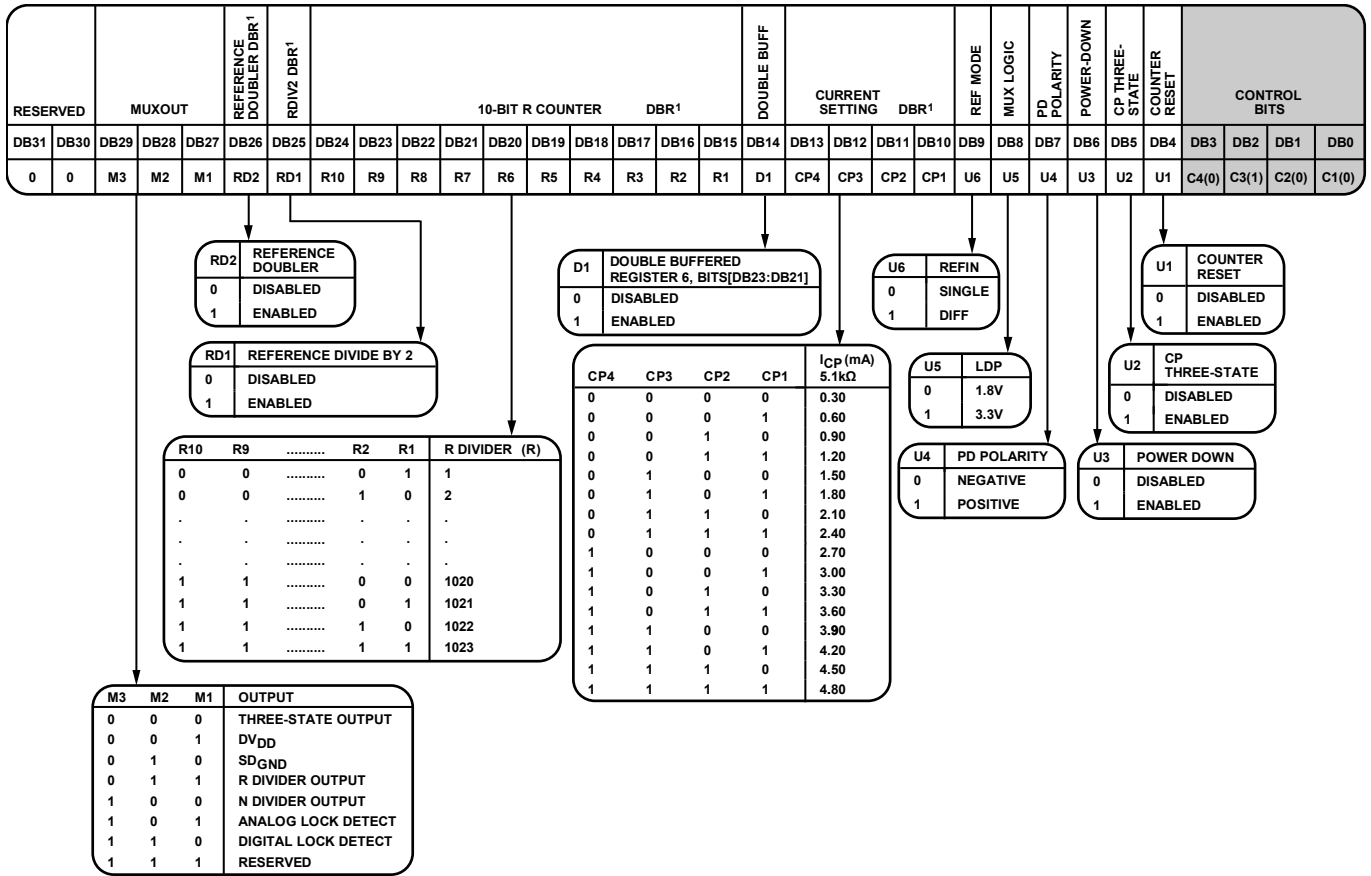 RESERVED
MUXOUT
REFERENCE
DOUBLER DBR1
RDIV2 DBR1
10-BIT R COUNTER DBR1
DOUBLE BUFF
CURRENT
SETTING DBR1
REF MODE
MUX LOGIC
PD
POLARITY
POWER-DOWN
CP THREE-
STATE
COUNTER
RESET
CONTROL
BITS
DB31 DB30 DB29 DB28 DB27 DB26 DB25 DB24 DB23 DB22 DB21 DB20 DB19 DB18 DB17 DB16 DB15 DB14 DB13 DB12 DB11 DB10 DB9 DB8 DB7 DB6 DB5 DB4 DB3 DB2 DB1 DB0
0 0 M3 M2 M1 RD2 RD1 R10 R9 R8 R7 R6 R5 R4 R3 R2 R1 D1 CP4 CP3 CP2 CP1 U6 U5 U4 U3 U2 U1 C4(0) C3(1) C2(0) C1(0)
RD2 REFERENCE
DOUBLER
0 DISABLED
1 ENABLED
RD1 REFERENCE DIVIDE BY 2
0 DISABLED
1 ENABLED
R10 R9 .......... R2 R1 R DIVIDER (R)
0 0 .......... 0 1 1
0 0 .......... 1 0 2
. . .......... . . .
. . .......... . . .
. . .......... . . .
1 1 .......... 0 0 1020
1 1 .......... 0 1 1021
1 1 .......... 1 0 1022
1 1 .......... 1 1 1023
D1 DOUBLE BUFFERED
REGISTER 6, BITS[DB23:DB21]
0 DISABLED
1 ENABLED
ICP (mA)
CP4 CP3 CP2 CP1 5.1kΩ
0 0 0 0 0.30
0 0 0 1 0.60
0 0 1 0 0.90
0 0 1 1 1.20
0 1 0 0 1.50
0 1 0 1 1.80
0 1 1 0 2.10
0 1 1 1 2.40
1 0 0 0 2.70
1 0 0 1 3.00
1 0 1 0 3.30
1 0 1 1 3.60
1 1 0 0 3.90
1 1 0 1 4.20
1 1 1 0 4.50
1 1 1 1 4.80
U6 REFIN
0 SINGLE
1 DIFF
U5 LDP
0 1.8V
1 3.3V
U4 PD POLARITY
0 NEGATIVE
1 POSITIVE
U1 COUNTER
RESET
0 DISABLED
1 ENABLED
U2 CP
THREE-STATE
0 DISABLED
1 ENABLED
U3 POWER DOWN
0 DISABLED
1 ENABLED
M3 M2 M1 OUTPUT
0 0 0 THREE-STATE OUTPUT
0 0 1 DVDD
0 1 0 SDGND
0 1 1 R DIVIDER OUTPUT
1 0 0 N DIVIDER OUTPUT
1 0 1 ANALOG LOCK DETECT
1 1 0 DIGITAL LOCK DETECT
1 1 1 RESERVED